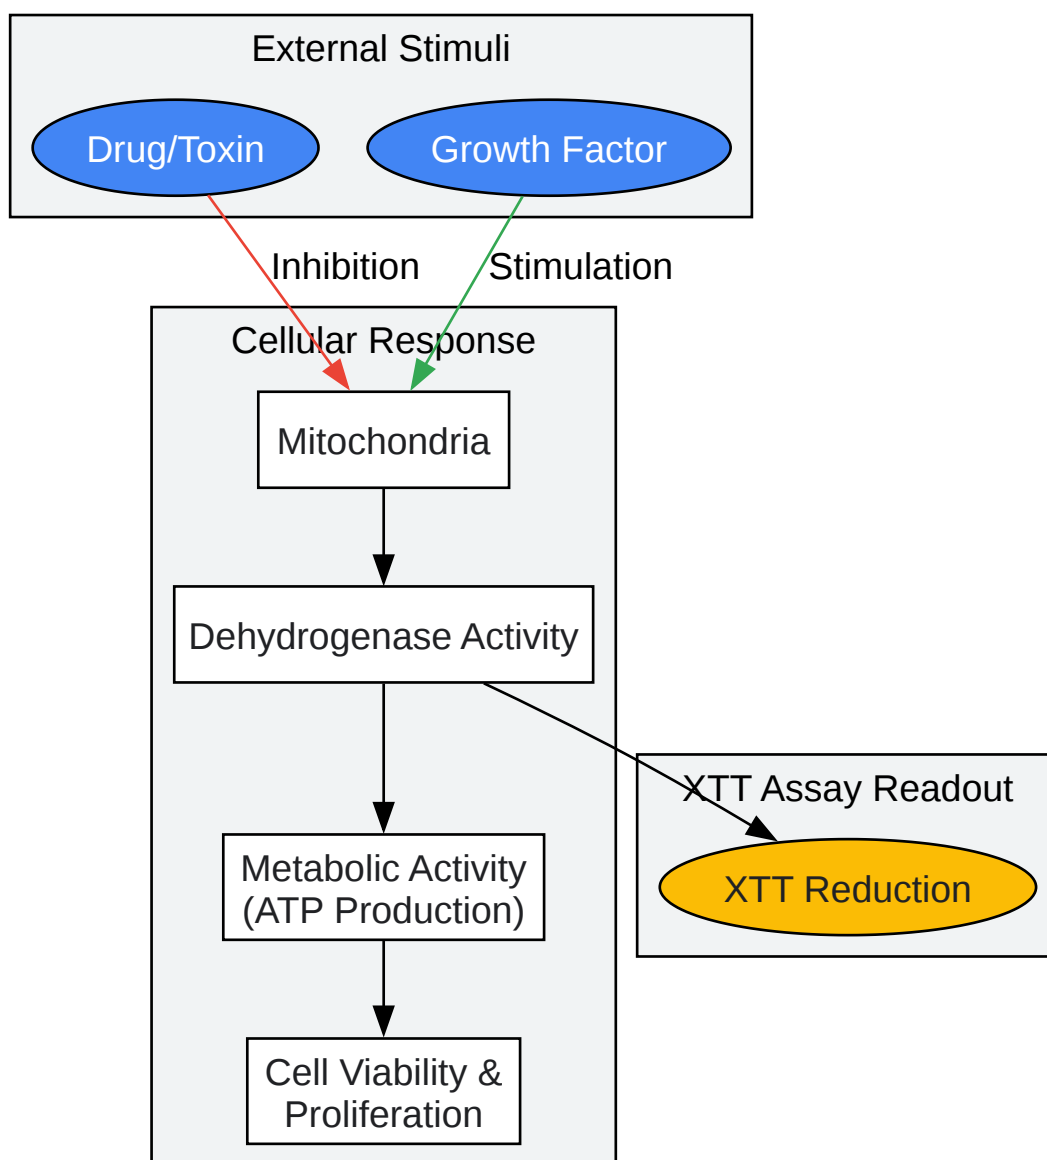 External Stimuli
Drug/Toxin
Growth Factor
Inhibition
Stimulation
Cellular Response
Mitochondria
Dehydrogenase Activity
XTT Assay Readout
Metabolic Activity
(ATP Production)
XTT Reduction
Cell Viability &
Proliferation